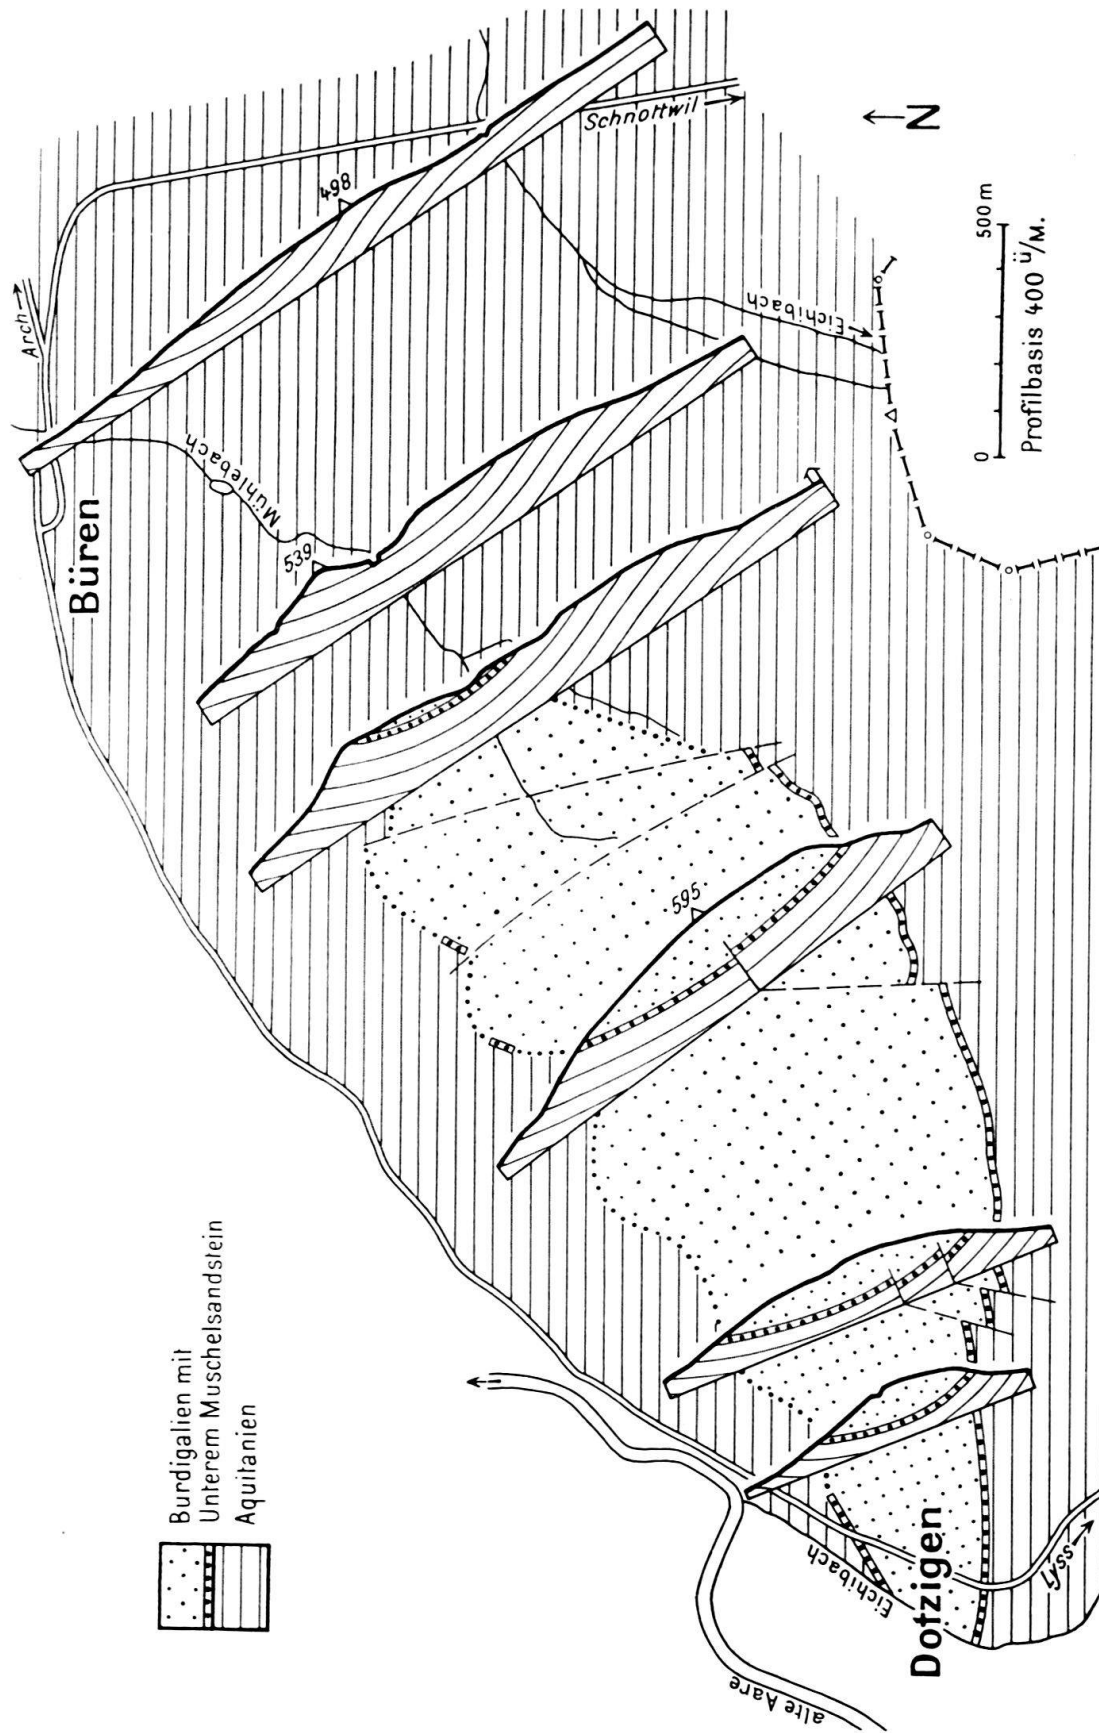 Burdigalien mit
Unterem Muschelsandstein
Aquitanien
Arch
Büren
Mühlebach
498
539
595
Schnottwil
Eichibach
N
0
500 m
Profilbasis 400 ü/M.
alte Aare
Eichibach
Dotzigen
Lyss